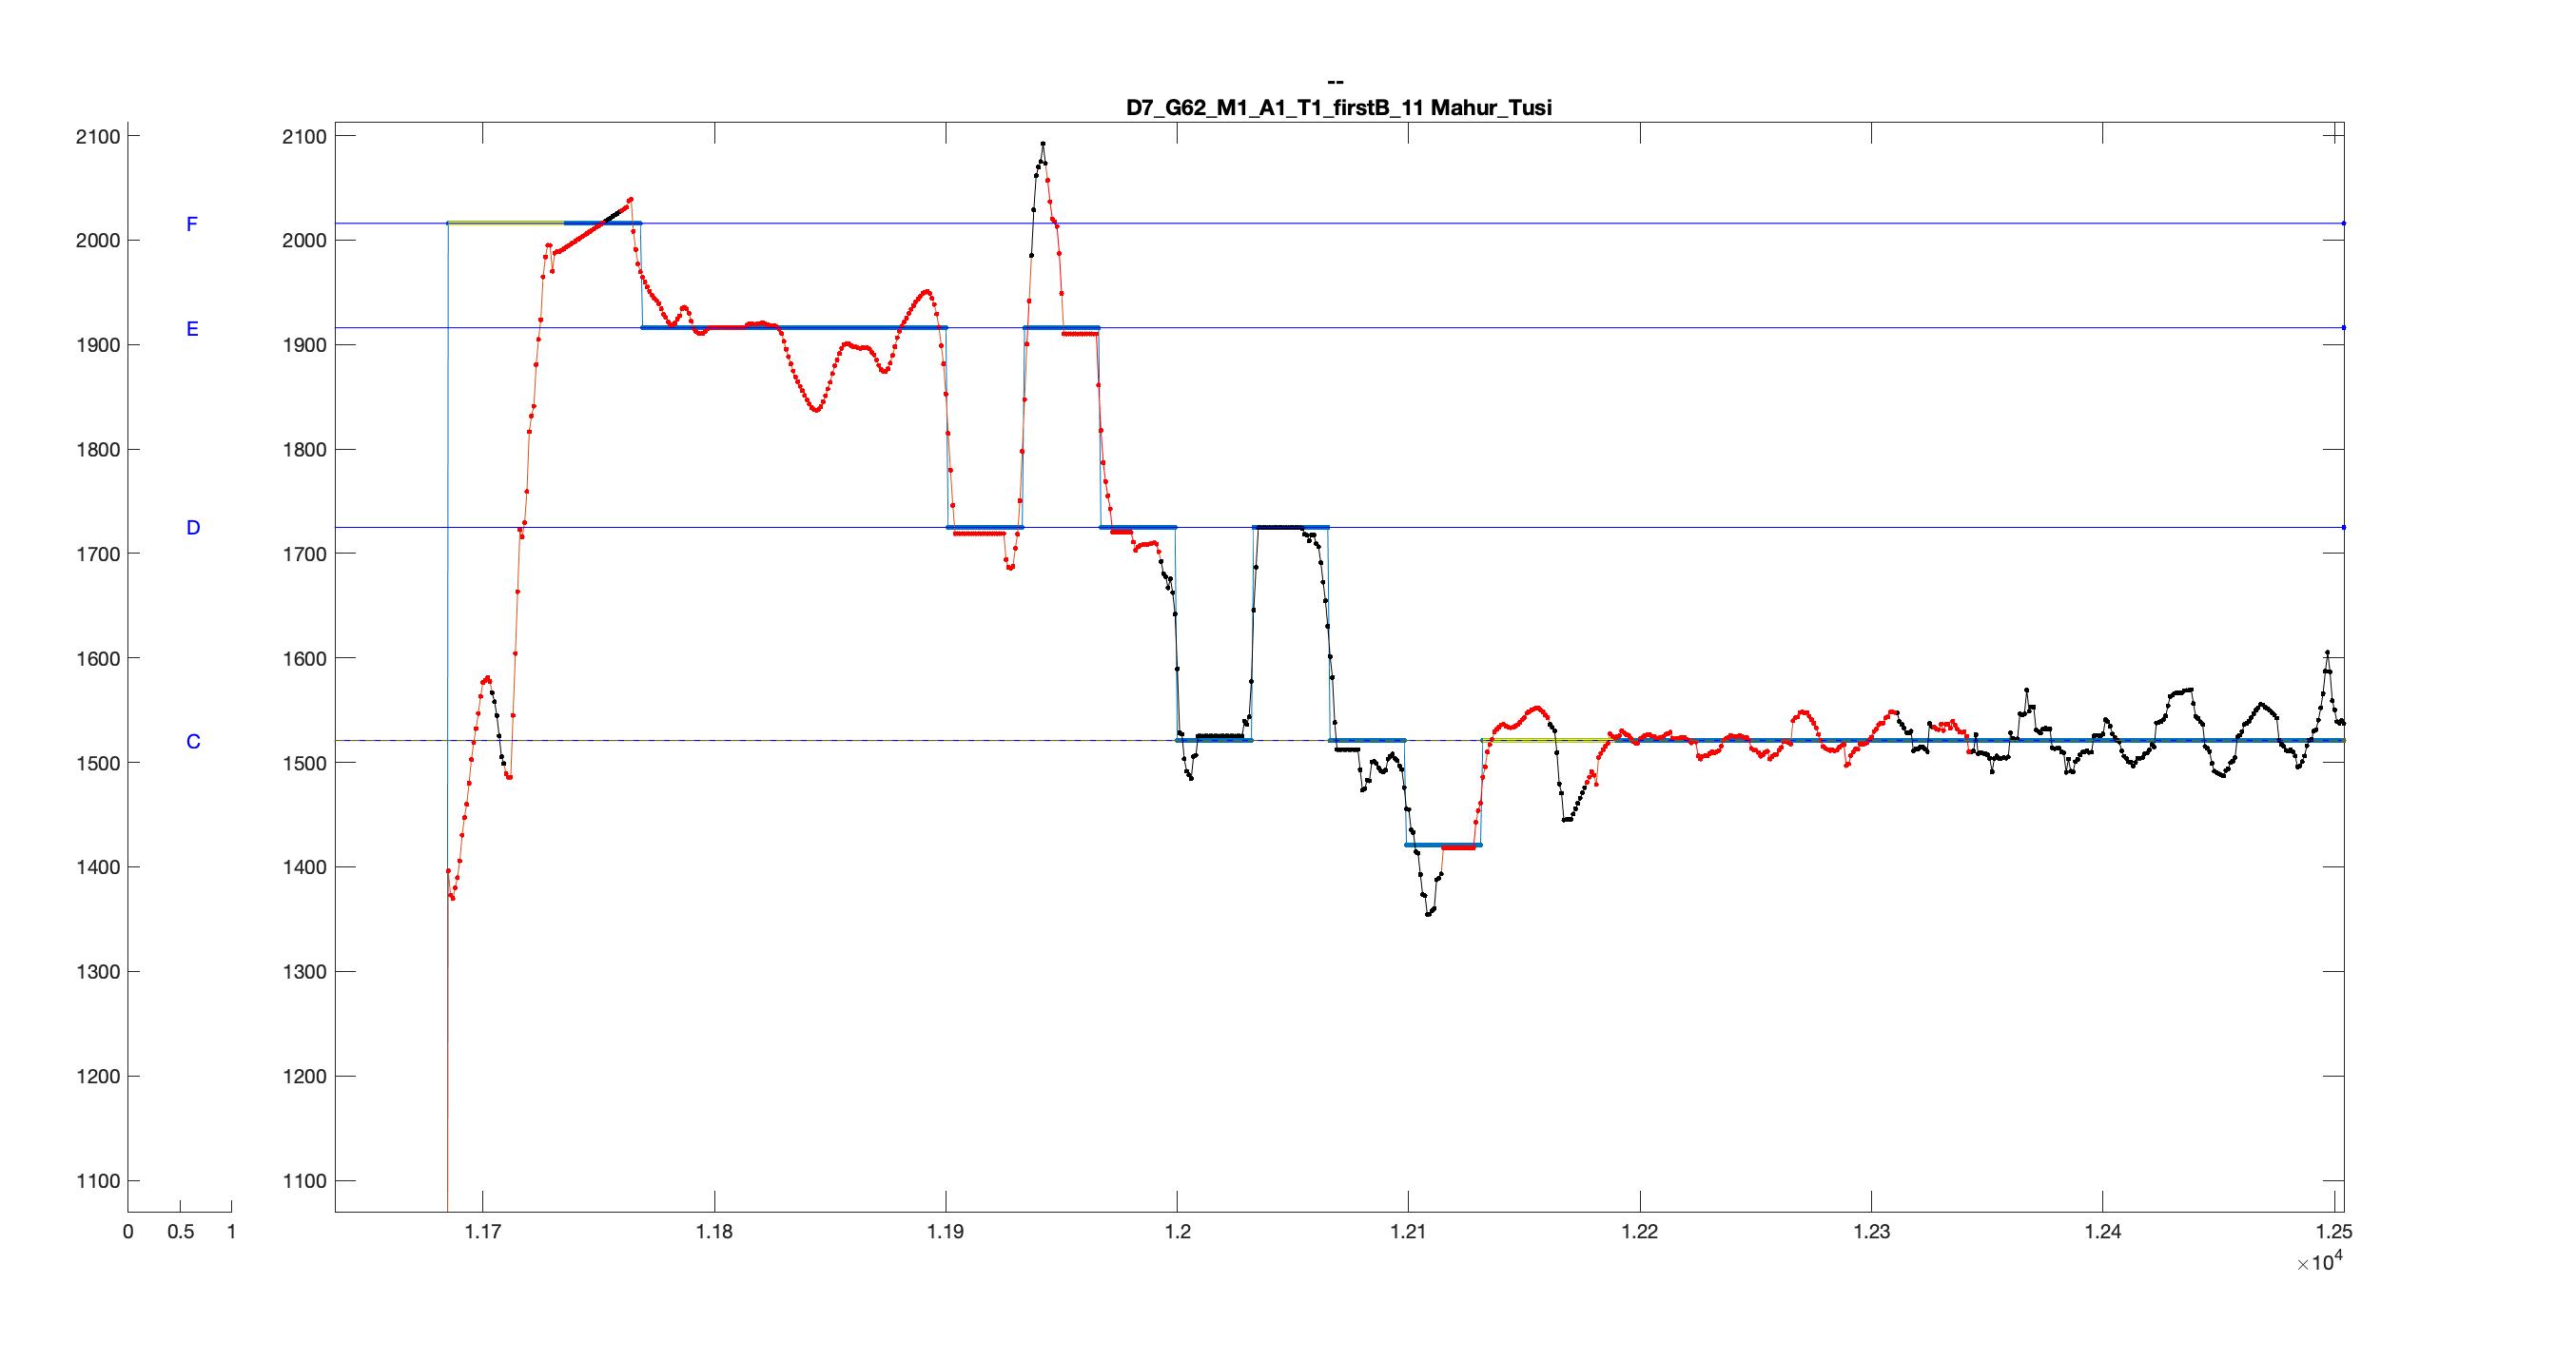 --
D7_G62_M1_A1_T1_firstB_11 Mahur_Tusi
2100 2100
F
2000 2000
E
1900 1900
1800 1800
D
1700 1700
1600 1600
C
1500 1500
1400 1400
1300 1300
1200 1200
1100 1100
0 0.5 1 1.17 1.18 1.19 1.2 1.21 1.22 1.23 1.24 1.25
×10⁴